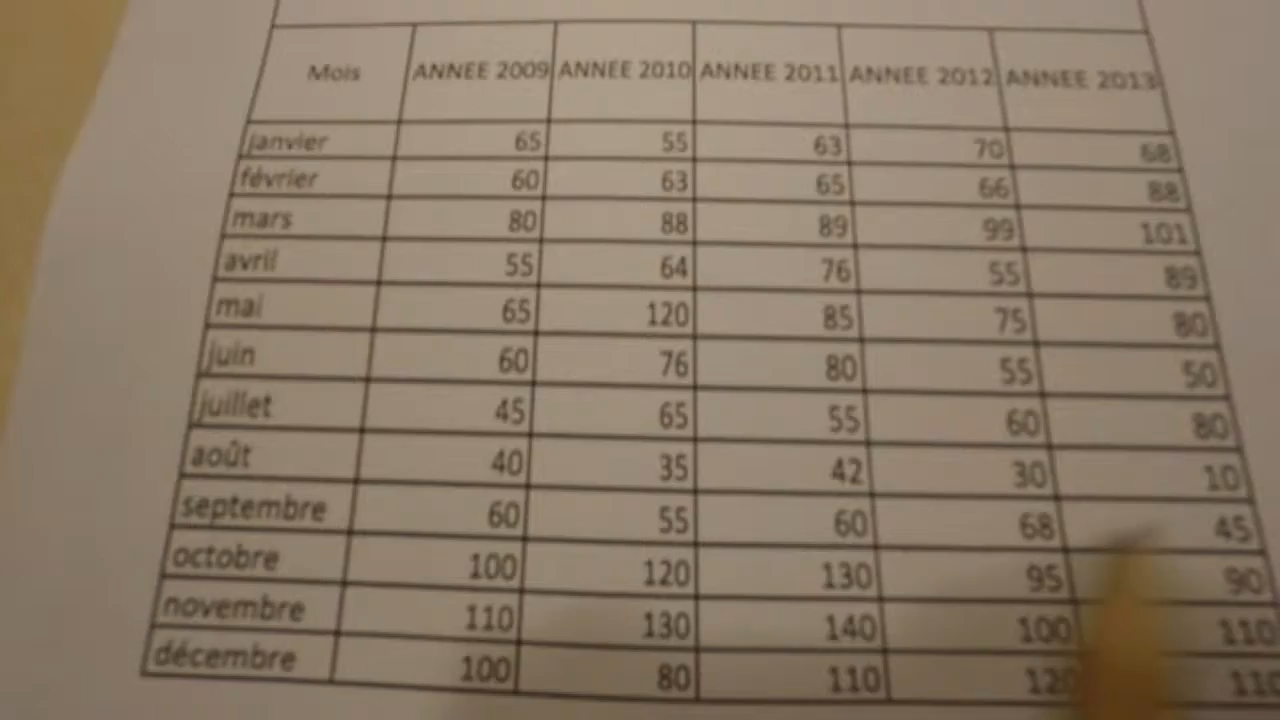 Mois ANNEE 2009 ANNEE 2010 ANNEE 2011 ANNEE 2012 ANNEE 2013
janvier 65 55 63 70 68
février 60 63 65 66 88
mars 80 88 89 99 101
avril 55 64 76 55 89
mai 65 120 85 75 80
juin 60 76 80 55 50
juillet 45 65 55 60 80
août 40 35 42 30 10
septembre 60 55 60 68 45
octobre 100 120 130 95 90
novembre 110 130 140 100 110
décembre 100 80 110 120 110